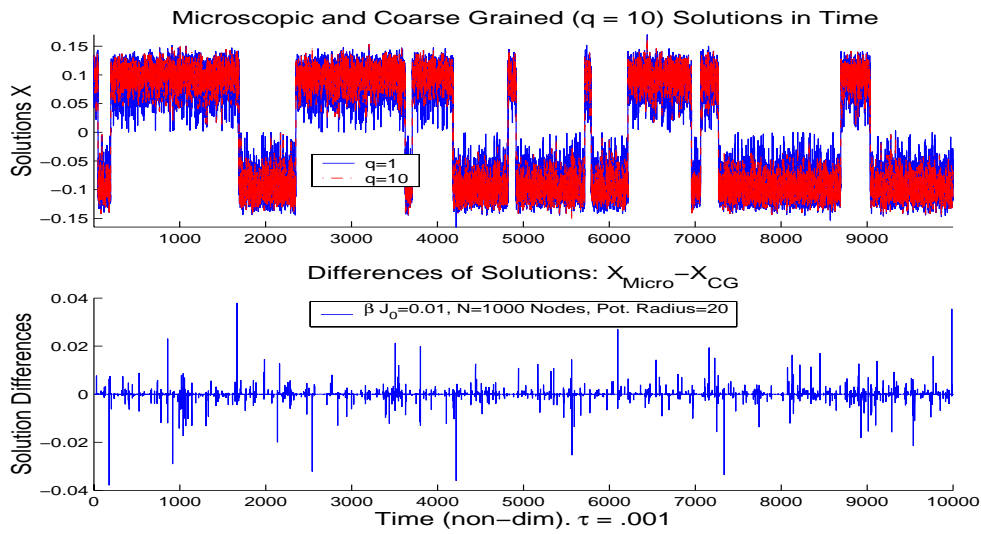 Microscopic and Coarse Grained (q = 10) Solutions in Time
Solutions X
0.15
0.1
0.05
0
−0.05
−0.1
−0.15
q=1
q=10
1000 2000 3000 4000 5000 6000 7000 8000 9000
Differences of Solutions: X_Micro−X_CG
Solution Differences
0.04
0.02
0
−0.02
−0.04
β J_0=0.01, N=1000 Nodes, Pot. Radius=20
0 1000 2000 3000 4000 5000 6000 7000 8000 9000 10000
Time (non−dim). τ = .001